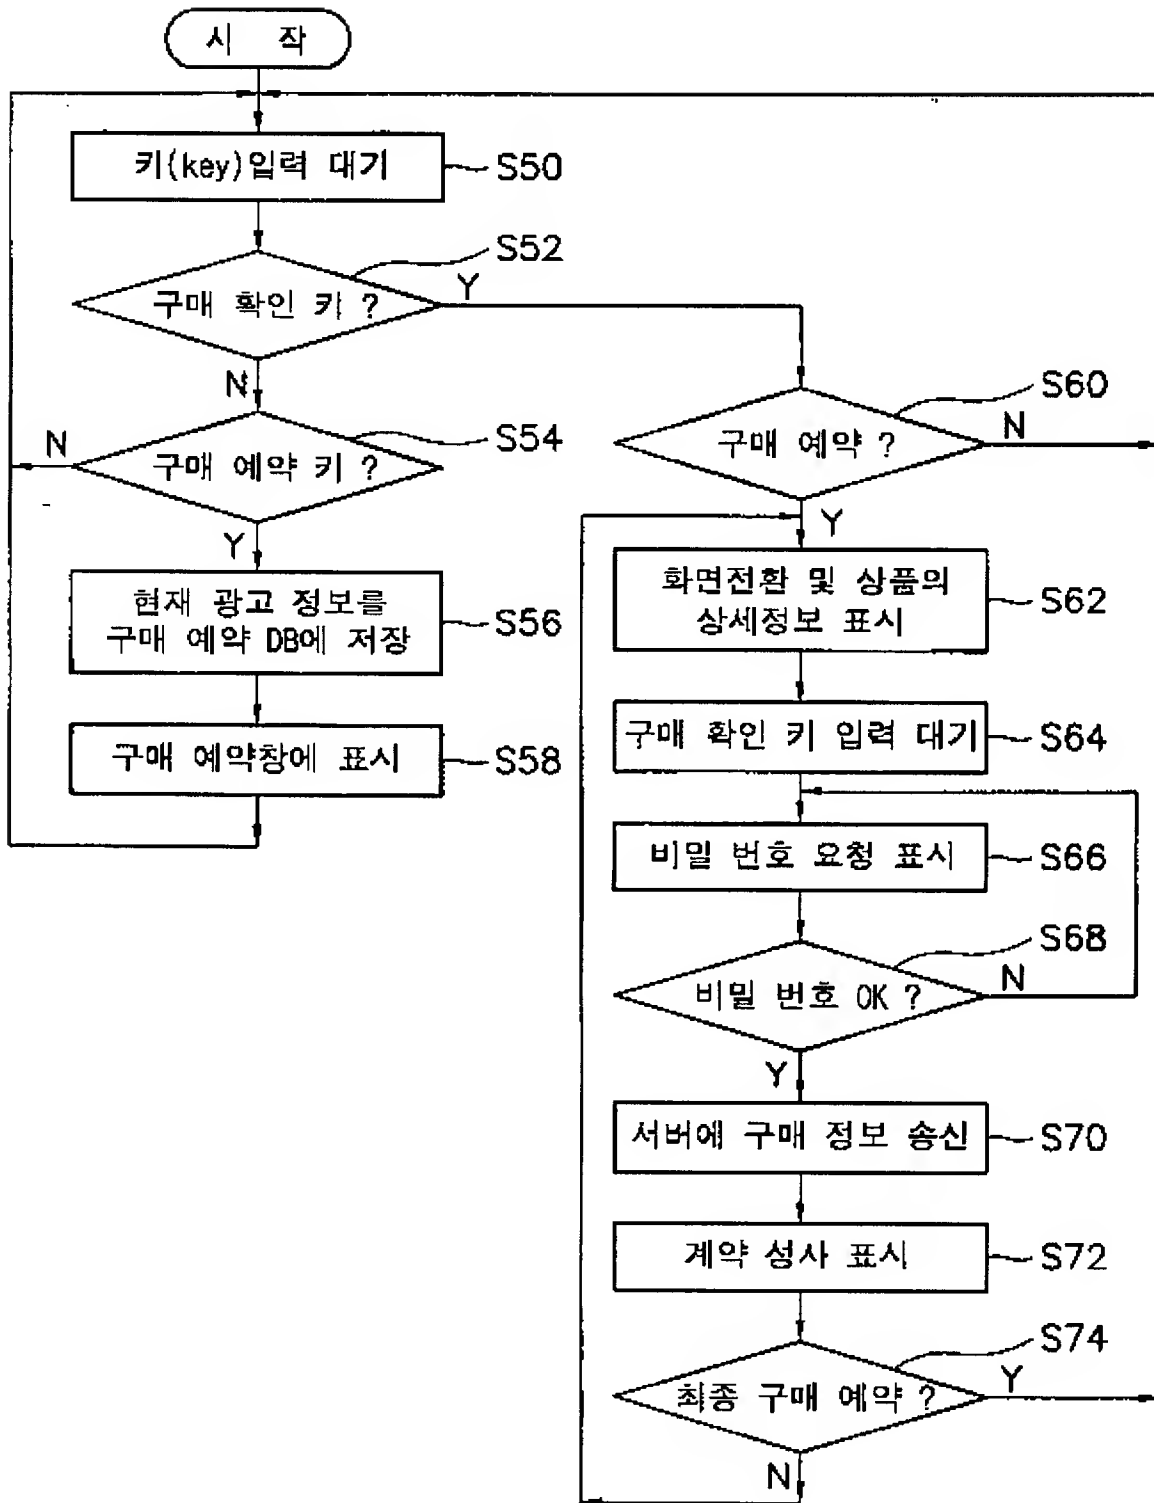 시 작
키(key)입력 대기
S50
S52
구매 확인 키 ?
Y
N
S54
구매 예약 키 ?
N
Y
현재 광고 정보를
구매 예약 DB에 저장
S56
구매 예약창에 표시
S58
S60
구매 예약 ?
N
Y
화면전환 및 상품의
상세정보 표시
S62
구매 확인 키 입력 대기
S64
비밀 번호 요청 표시
S66
S68
비밀 번호 OK ?
N
Y
서버에 구매 정보 송신
S70
계약 성사 표시
S72
S74
최종 구매 예약 ?
Y
N